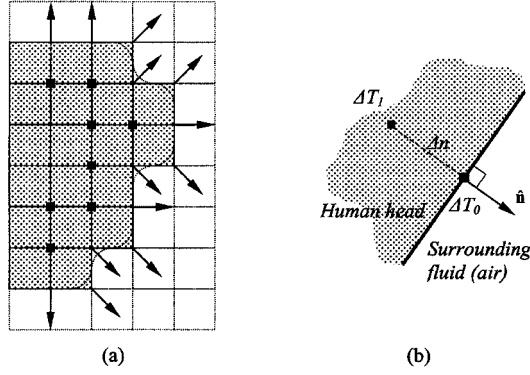 ΔT₁
Δn
n̂
ΔT₀
Human head
Surrounding
fluid (air)
(a)
(b)